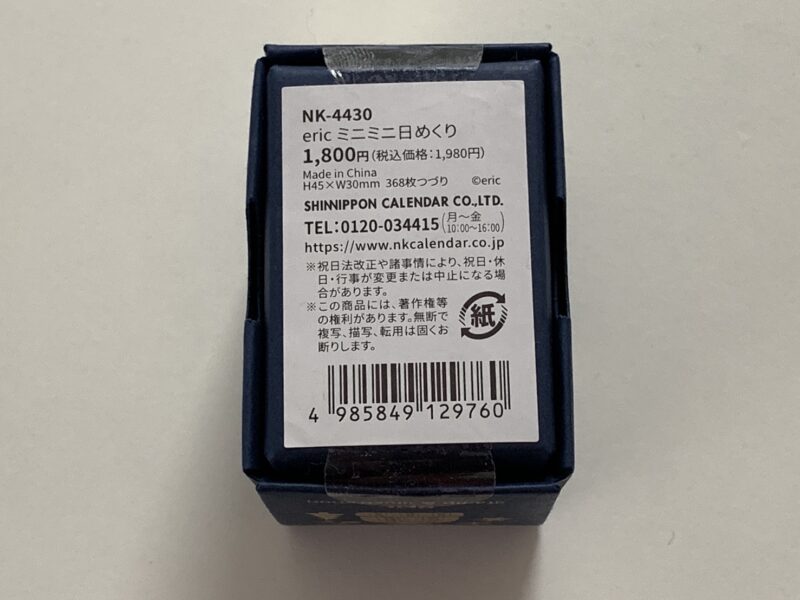 NK-4430
eric ミニミニ日めくり
1,800円(税込価格:1,980円)
Made in China
H45×W30mm 368枚つづり ©eric
SHINNIPPON CALENDAR CO.,LTD.
TEL:0120-034415(月～金 10:00～16:00)
https://www.nkcalendar.co.jp
※祝日法改正や諸事情により、祝日・休
日・行事が変更または中止になる場
合があります。
※この商品には、著作権等
の権利があります。無断で
複写、描写、転用は固くお
断りします。
紙
4 985849 129760